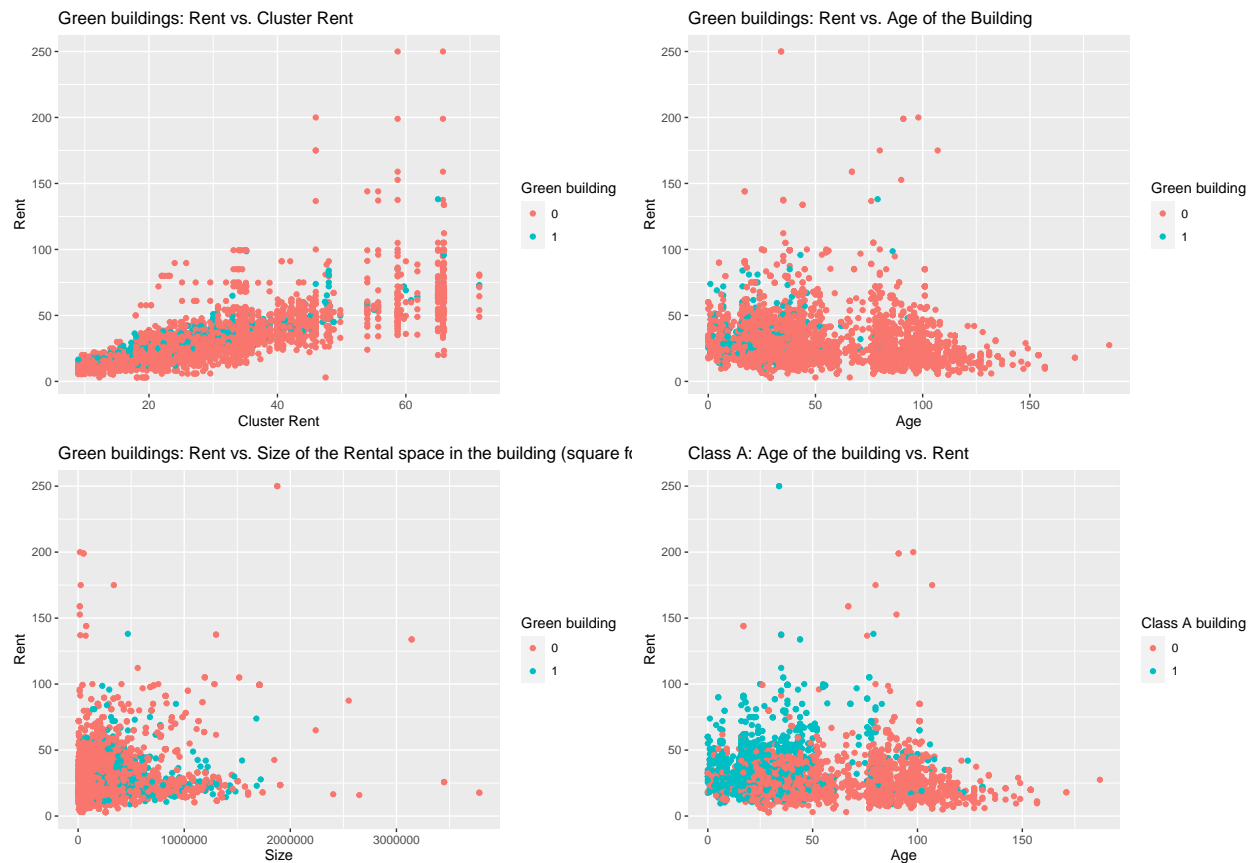 Green buildings: Rent vs. Cluster Rent
250
200
150
100
50
0
Rent
20
40
60
Cluster Rent
Green building
0
1
Green buildings: Rent vs. Age of the Building
250
200
150
100
50
0
Rent
0
50
100
150
Age
Green building
0
1
Green buildings: Rent vs. Size of the Rental space in the building (square fo
250
200
150
100
50
0
Rent
0
1000000
2000000
3000000
Size
Green building
0
1
Class A: Age of the building vs. Rent
250
200
150
100
50
0
Rent
0
50
100
150
Age
Class A building
0
1